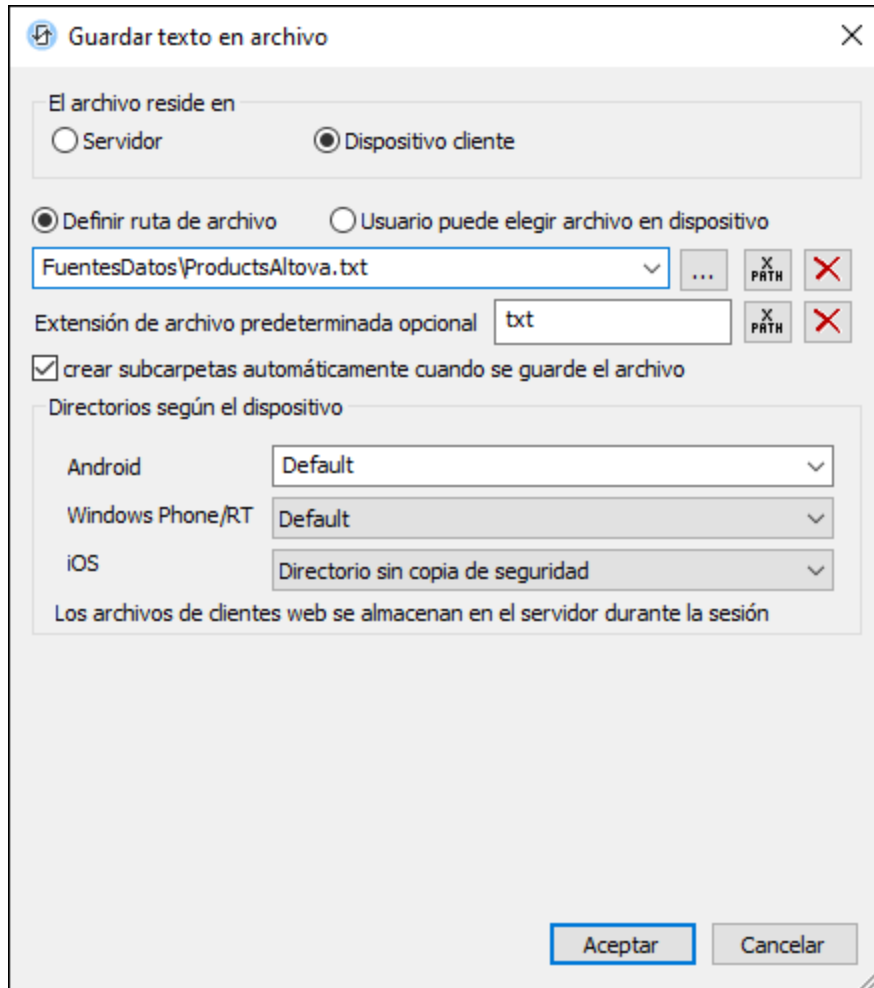 Guardar texto en archivo
El archivo reside en
Servidor Dispositivo cliente
Definir ruta de archivo Usuario puede elegir archivo en dispositivo
FuentesDatos\ProductsAltova.txt ... X PATH
Extensión de archivo predeterminada opcional txt X PATH
crear subcarpetas automáticamente cuando se guarde el archivo
Directorios según el dispositivo
Android Default
Windows Phone/RT Default
iOS Directorio sin copia de seguridad
Los archivos de clientes web se almacenan en el servidor durante la sesión
Aceptar Cancelar